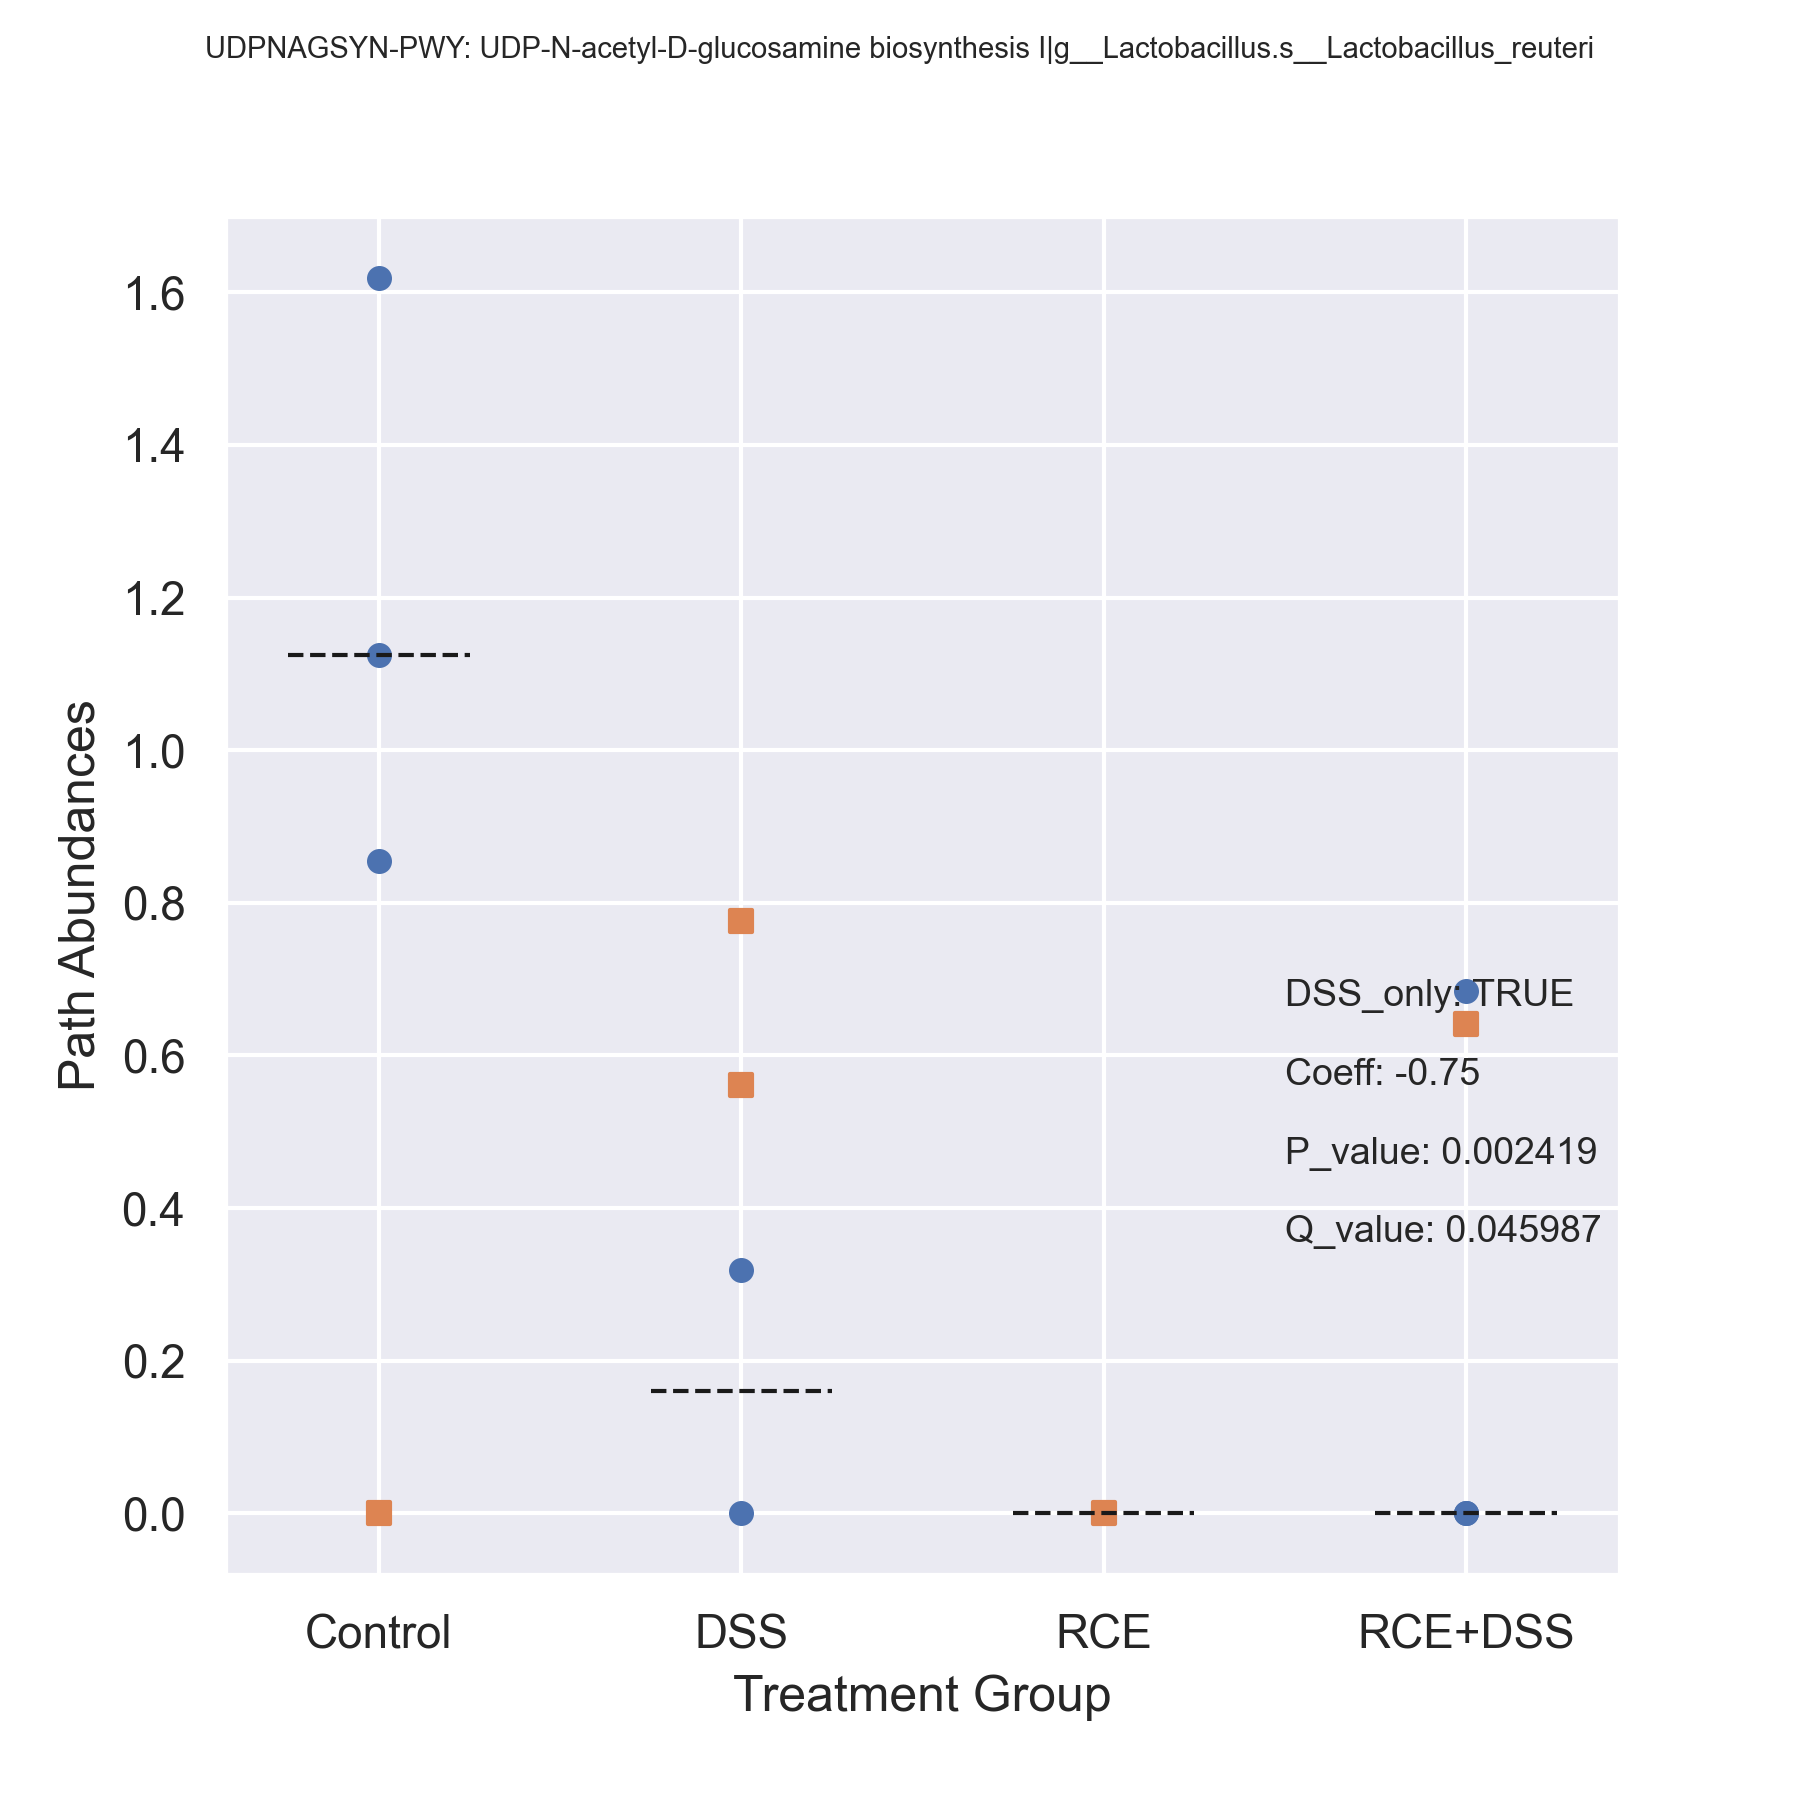 UDPNAGSYN-PWY: UDP-N-acetyl-D-glucosamine biosynthesis I|g__Lactobacillus.s__Lactobacillus_reuteri
1.6
1.4
1.2
1.0
0.8
0.6
0.4
0.2
0.0
Path Abundances
DSS_only: TRUE
Coeff: -0.75
P_value: 0.002419
Q_value: 0.045987
Control
DSS
RCE
RCE+DSS
Treatment Group